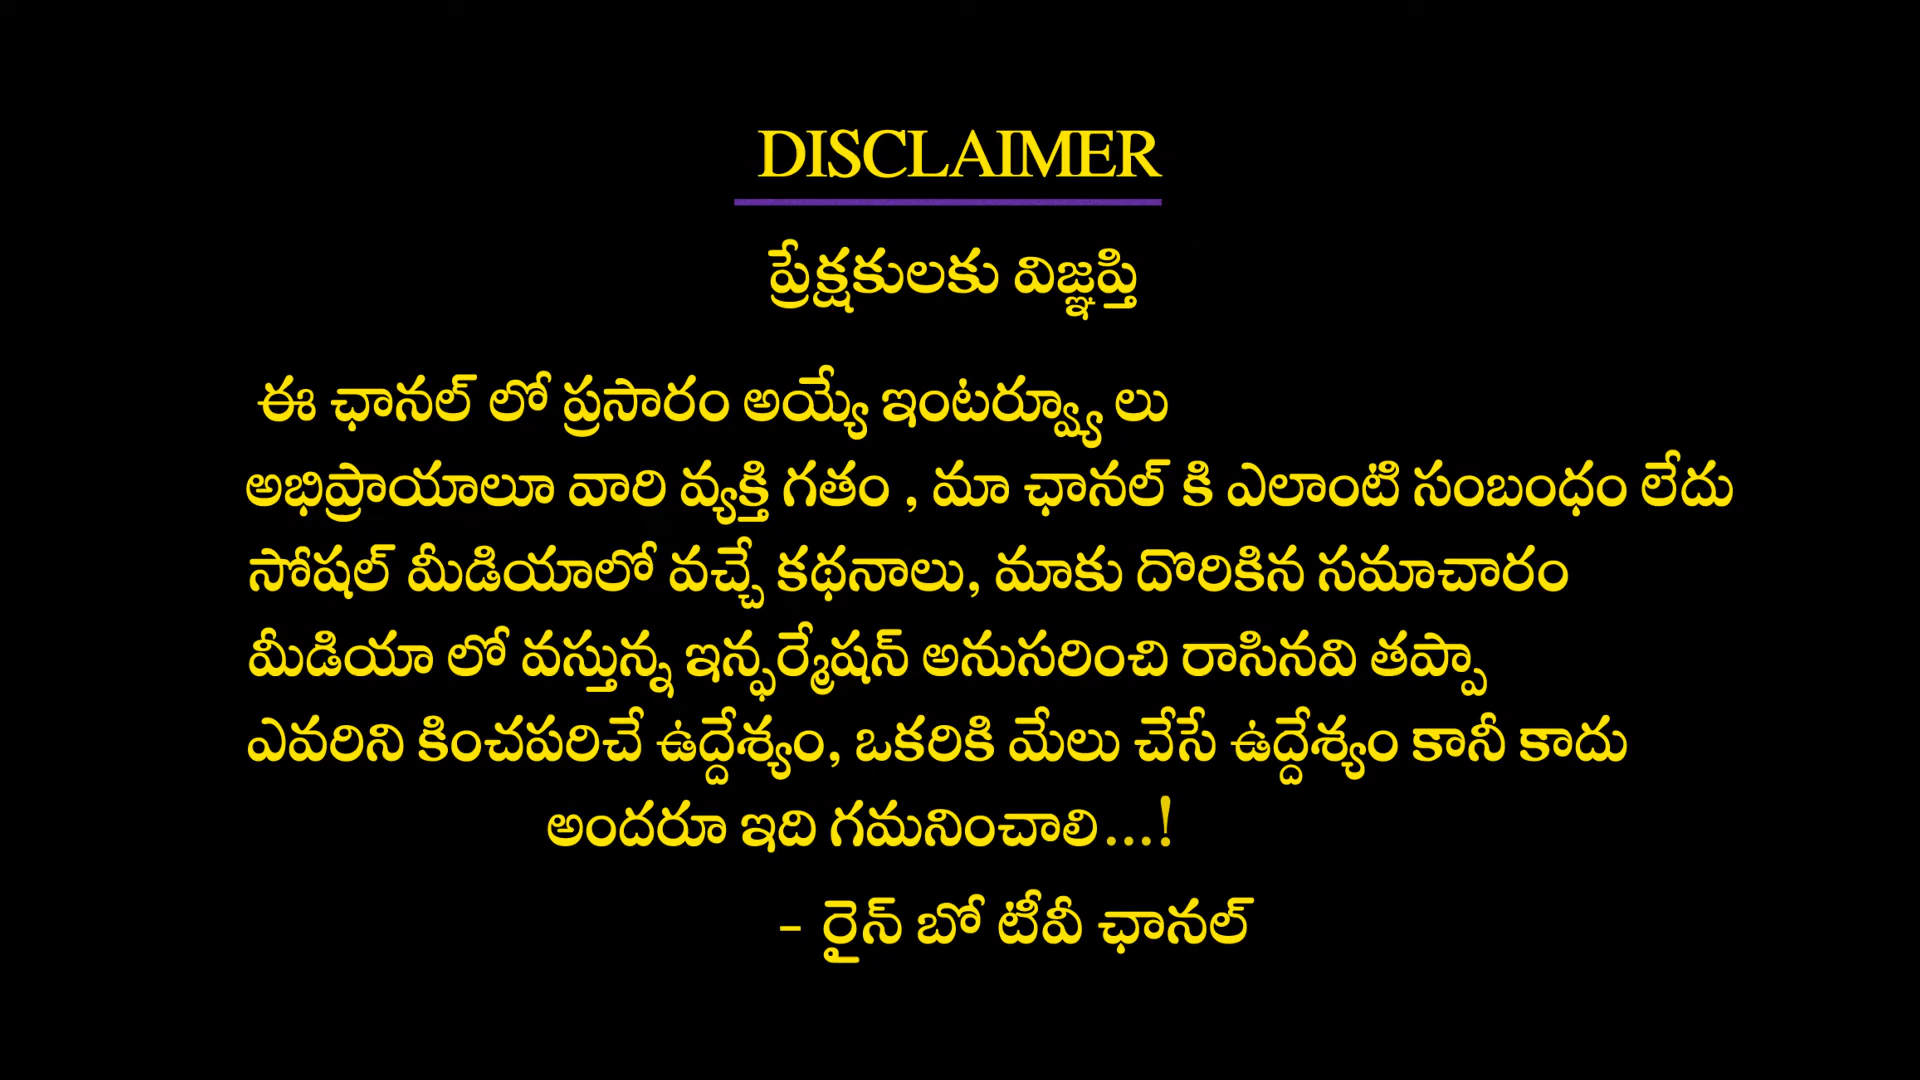 DISCLAIMER
ప్రేక్షకులకు విజ్ఞప్తి
ఈ ఛానల్ లో ప్రసారం అయ్యే ఇంటర్వ్యూ లు
అభిప్రాయాలూ వారి వ్యక్తి గతం , మా ఛానల్ కి ఎలాంటి సంబంధం లేదు
సోషల్ మీడియాలో వచ్చే కథనాలు, మాకు దొరికిన సమాచారం
మీడియా లో వస్తున్న ఇన్ఫర్మేషన్ అనుసరించి రాసినవి తప్పా
ఎవరిని కించపరిచే ఉద్దేశ్యం, ఒకరికి మేలు చేసే ఉద్దేశ్యం కానీ కాదు
అందరూ ఇది గమనించాలి...!
- రైన్ బో టీవీ ఛానల్